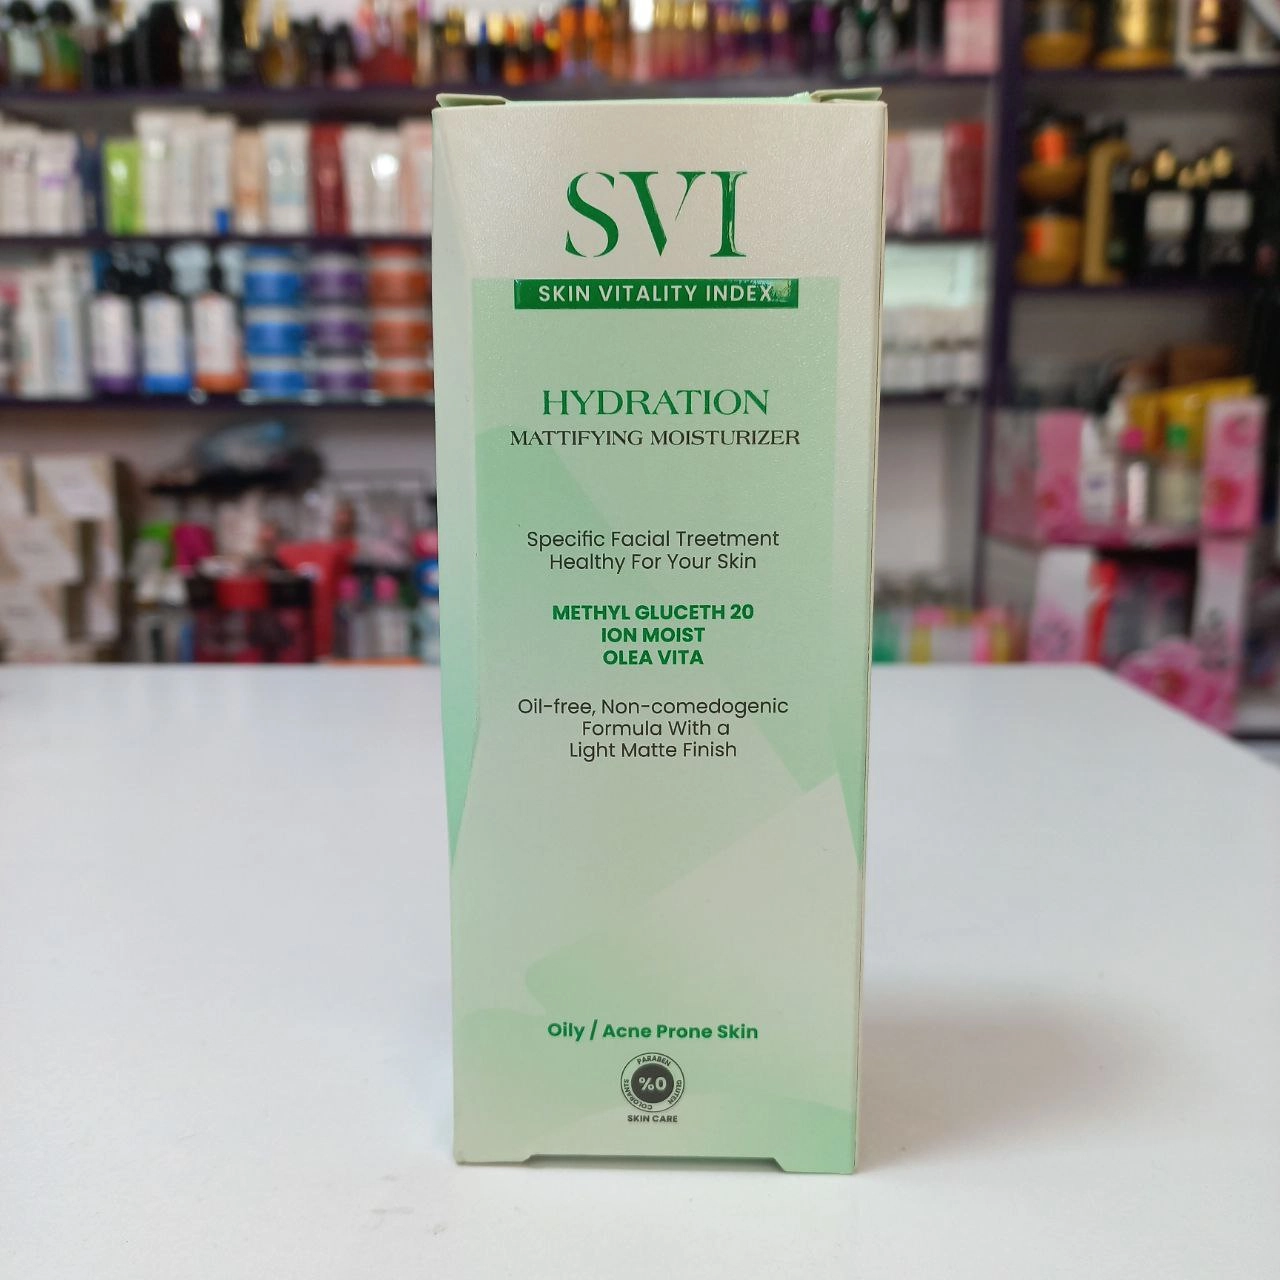 SVI
SKIN VITALITY INDEX
HYDRATION
MATTIFYING MOISTURIZER
Specific Facial Treetment
Healthy For Your Skin
METHYL GLUCETH 20
ION MOIST
OLEA VITA
Oil-free, Non-comedogenic
Formula With a
Light Matte Finish
Oily / Acne Prone Skin
PARABEN
GLUTEN
COLORANTS
%0
SKIN CARE